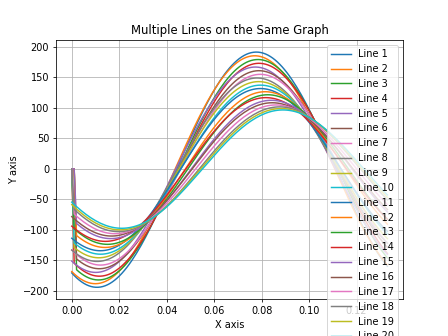 Multiple Lines on the Same Graph
Y axis
200
150
100
50
0
−50
−100
−150
−200
0.00
0.02
0.04
0.06
0.08
0.10
X axis
Line 1
Line 2
Line 3
Line 4
Line 5
Line 6
Line 7
Line 8
Line 9
Line 10
Line 11
Line 12
Line 13
Line 14
Line 15
Line 16
Line 17
Line 18
Line 19
Line 20